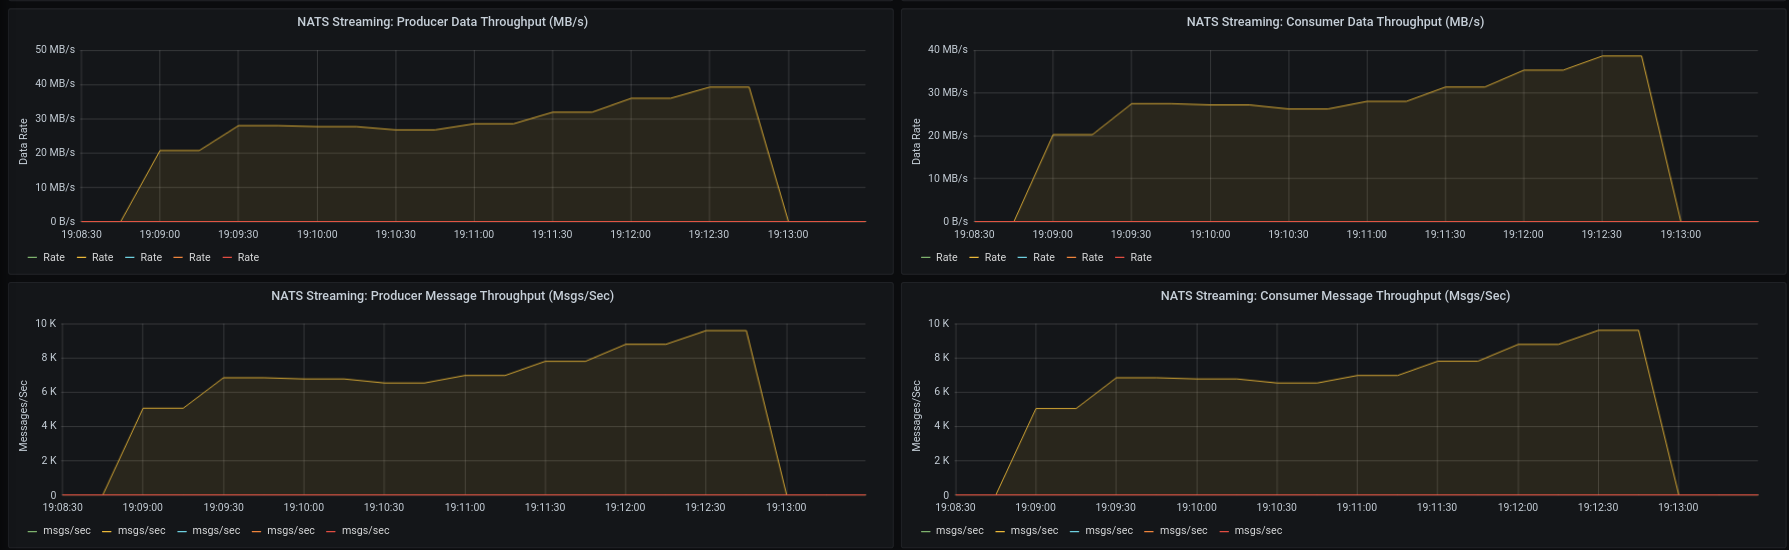 NATS Streaming: Producer Data Throughput (MB/s)
50 MB/s
40 MB/s
30 MB/s
20 MB/s
10 MB/s
0 B/s
Data Rate
19:08:30 19:09:00 19:09:30 19:10:00 19:10:30 19:11:00 19:11:30 19:12:00 19:12:30 19:13:00
Rate Rate Rate Rate Rate
NATS Streaming: Consumer Data Throughput (MB/s)
40 MB/s
30 MB/s
20 MB/s
10 MB/s
0 B/s
Data Rate
19:08:30 19:09:00 19:09:30 19:10:00 19:10:30 19:11:00 19:11:30 19:12:00 19:12:30 19:13:00
Rate Rate Rate Rate Rate
NATS Streaming: Producer Message Throughput (Msgs/Sec)
10 K
8 K
6 K
4 K
2 K
0
Messages/Sec
19:08:30 19:09:00 19:09:30 19:10:00 19:10:30 19:11:00 19:11:30 19:12:00 19:12:30 19:13:00
msgs/sec msgs/sec msgs/sec msgs/sec msgs/sec
NATS Streaming: Consumer Message Throughput (Msgs/Sec)
10 K
8 K
6 K
4 K
2 K
0
Messages/Sec
19:08:30 19:09:00 19:09:30 19:10:00 19:10:30 19:11:00 19:11:30 19:12:00 19:12:30 19:13:00
msgs/sec msgs/sec msgs/sec msgs/sec msgs/sec